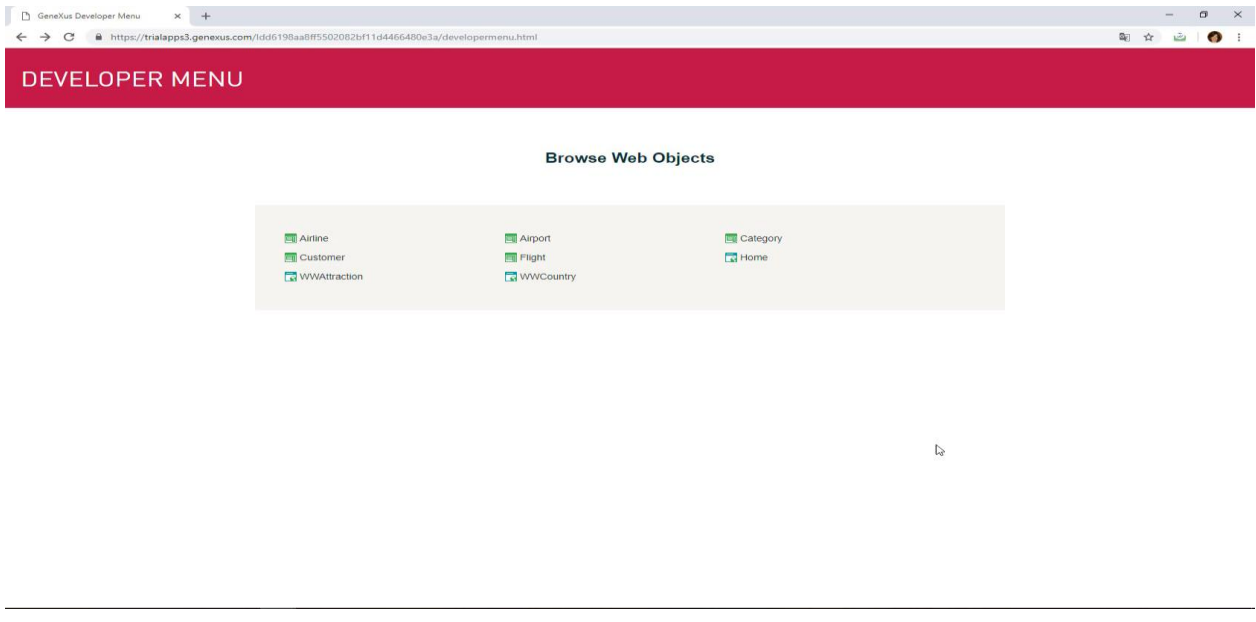 GeneXus Developer Menu
https://trialapps3.genexus.com/Idd6198aa8ff5502082bf11d4466480e3a/developermenu.html
DEVELOPER MENU
Browse Web Objects
Airline Airport Category
Customer Flight Home
WWAttraction WWCountry